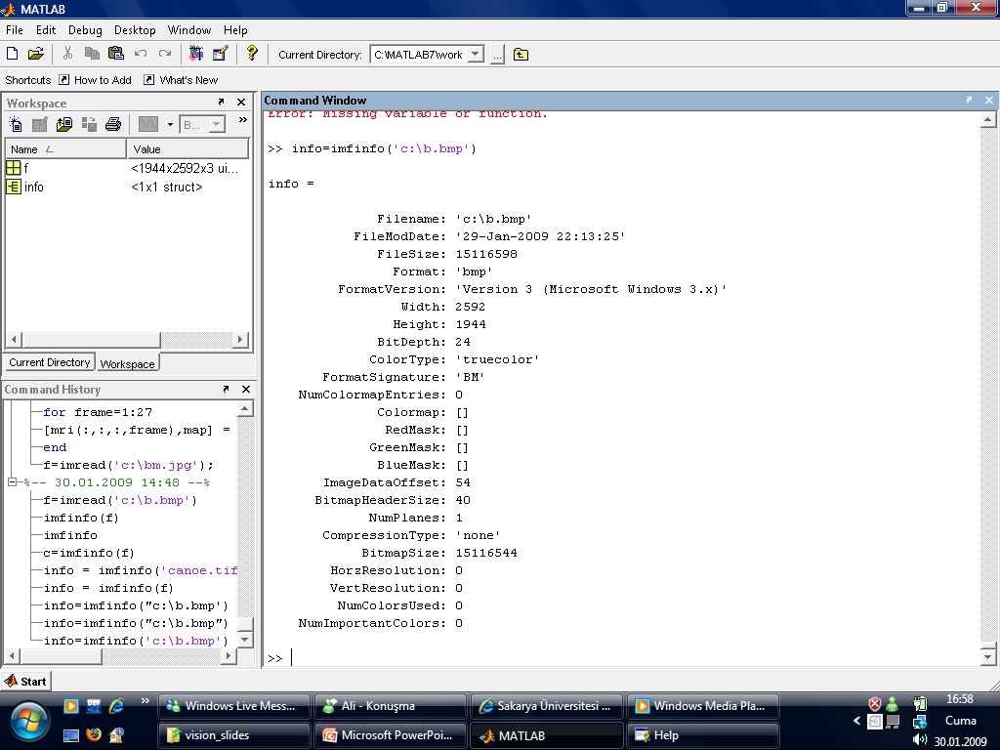 MATLAB
File Edit Debug Desktop Window Help
Current Directory: C:\MATLAB7\work ...
Shortcuts How to Add What's New
Workspace
B... »
Name Value
f <1944x2592x3 ui...
info <1x1 struct>
Current Directory Workspace
Command History
for frame=1:27
[mri(:,:,:,frame),map] =
end
f=imread('c:\bm.jpg');
%-- 30.01.2009 14:48 --%
f=imread('c:\b.bmp')
imfinfo(f)
imfinfo
c=imfinfo(f)
info = imfinfo('canoe.tif
info = imfinfo(f)
info=imfinfo("c:\b.bmp')
info=imfinfo("c:\b.bmp")
info=imfinfo('c:\b.bmp')
Command Window
Error: Missing variable or function.
>> info=imfinfo('c:\b.bmp')
info =
Filename: 'c:\b.bmp'
FileModDate: '29-Jan-2009 22:13:25'
FileSize: 15116598
Format: 'bmp'
FormatVersion: 'Version 3 (Microsoft Windows 3.x)'
Width: 2592
Height: 1944
BitDepth: 24
ColorType: 'truecolor'
FormatSignature: 'BM'
NumColormapEntries: 0
Colormap: []
RedMask: []
GreenMask: []
BlueMask: []
ImageDataOffset: 54
BitmapHeaderSize: 40
NumPlanes: 1
CompressionType: 'none'
BitmapSize: 15116544
HorzResolution: 0
VertResolution: 0
NumColorsUsed: 0
NumImportantColors: 0
>>
Start
» Windows Live Mess... Ali - Konuşma Sakarya Üniversitesi ... Windows Media Pla... 16:58
vision_slides Microsoft PowerPoi... MATLAB Help < Cuma
30.01.2009